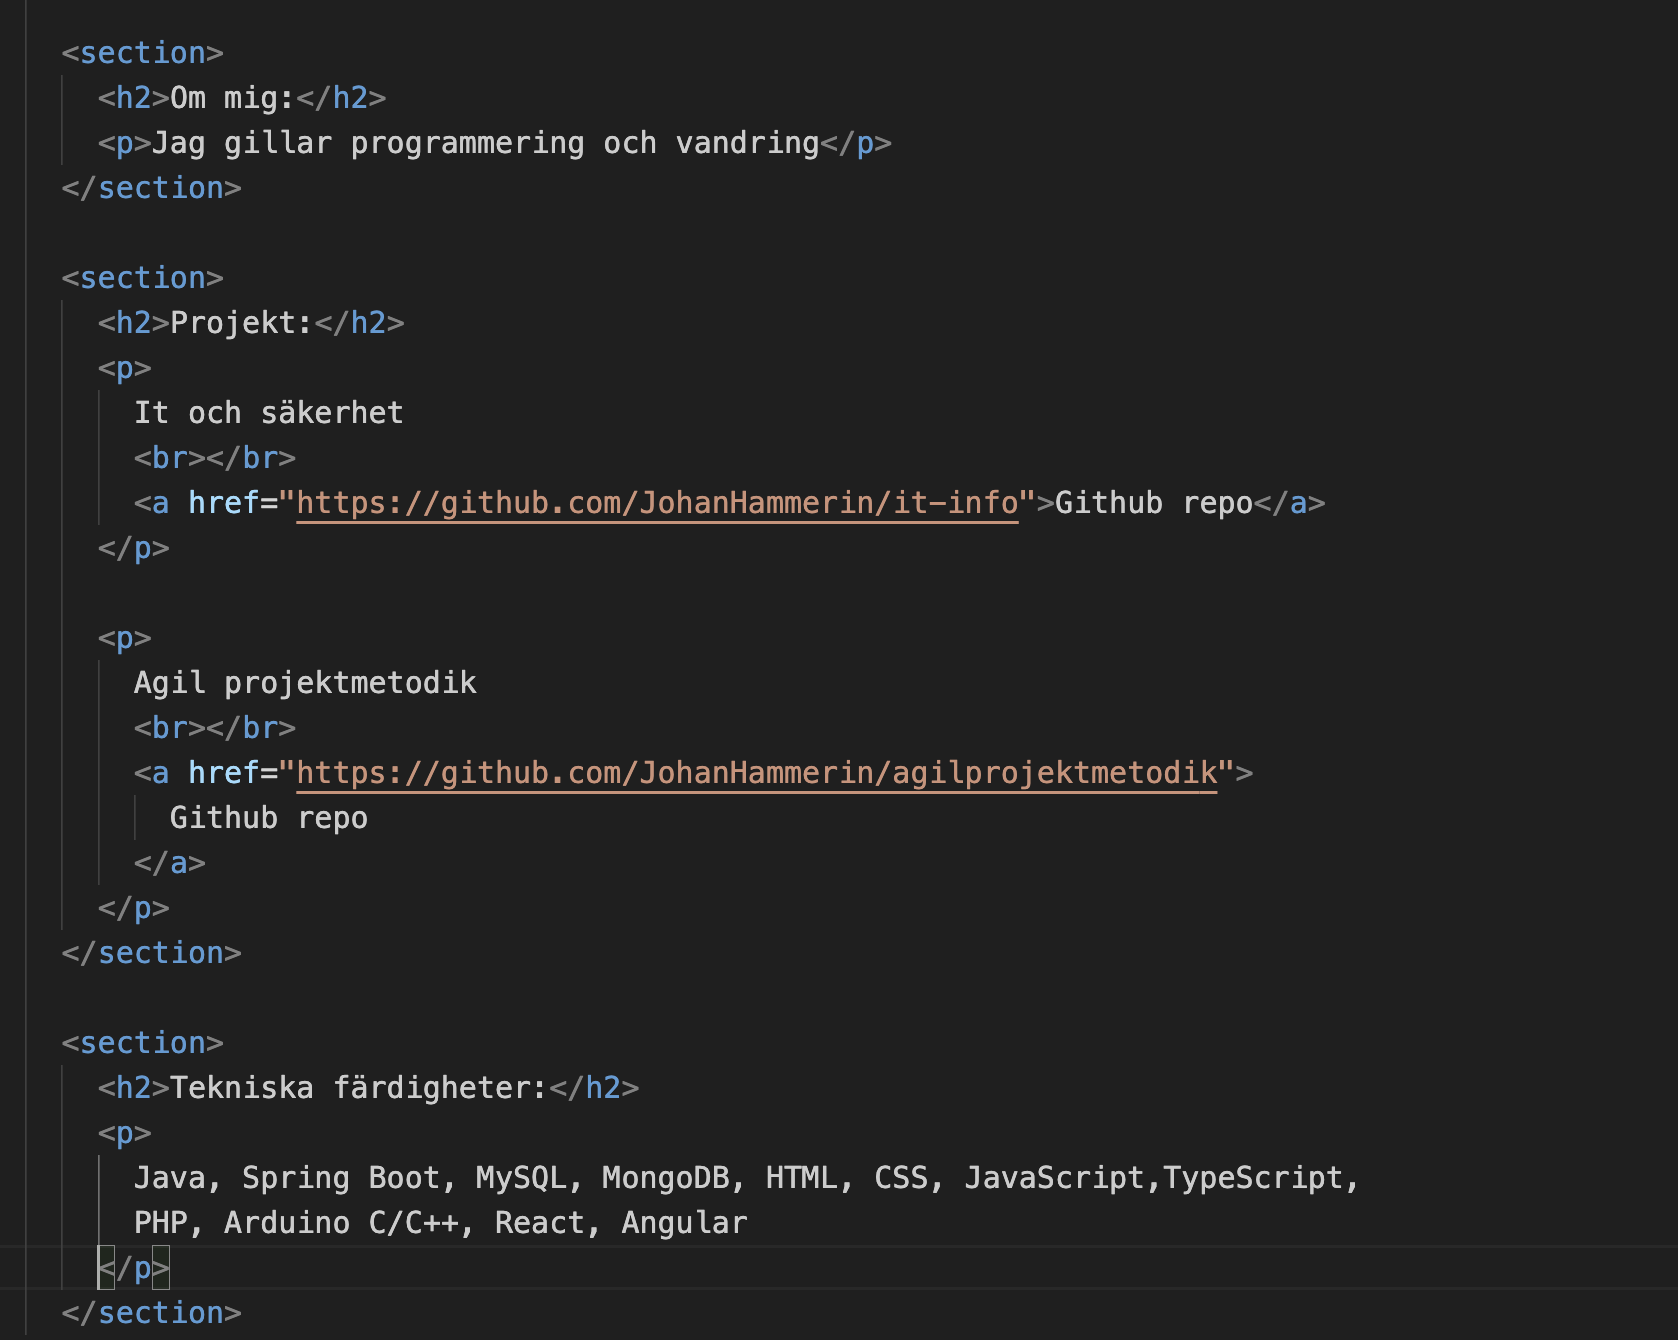 <section>
<h2>Om mig:</h2>
<p>Jag gillar programmering och vandring</p>
</section>
<section>
<h2>Projekt:</h2>
<p>
It och säkerhet
<br></br>
<a href="https://github.com/JohanHammerin/it-info">Github repo</a>
</p>
<p>
Agil projektmetodik
<br></br>
<a href="https://github.com/JohanHammerin/agilprojektmetodik">
Github repo
</a>
</p>
</section>
<section>
<h2>Tekniska färdigheter:</h2>
<p>
Java, Spring Boot, MySQL, MongoDB, HTML, CSS, JavaScript,TypeScript,
PHP, Arduino C/C++, React, Angular
</p>
</section>